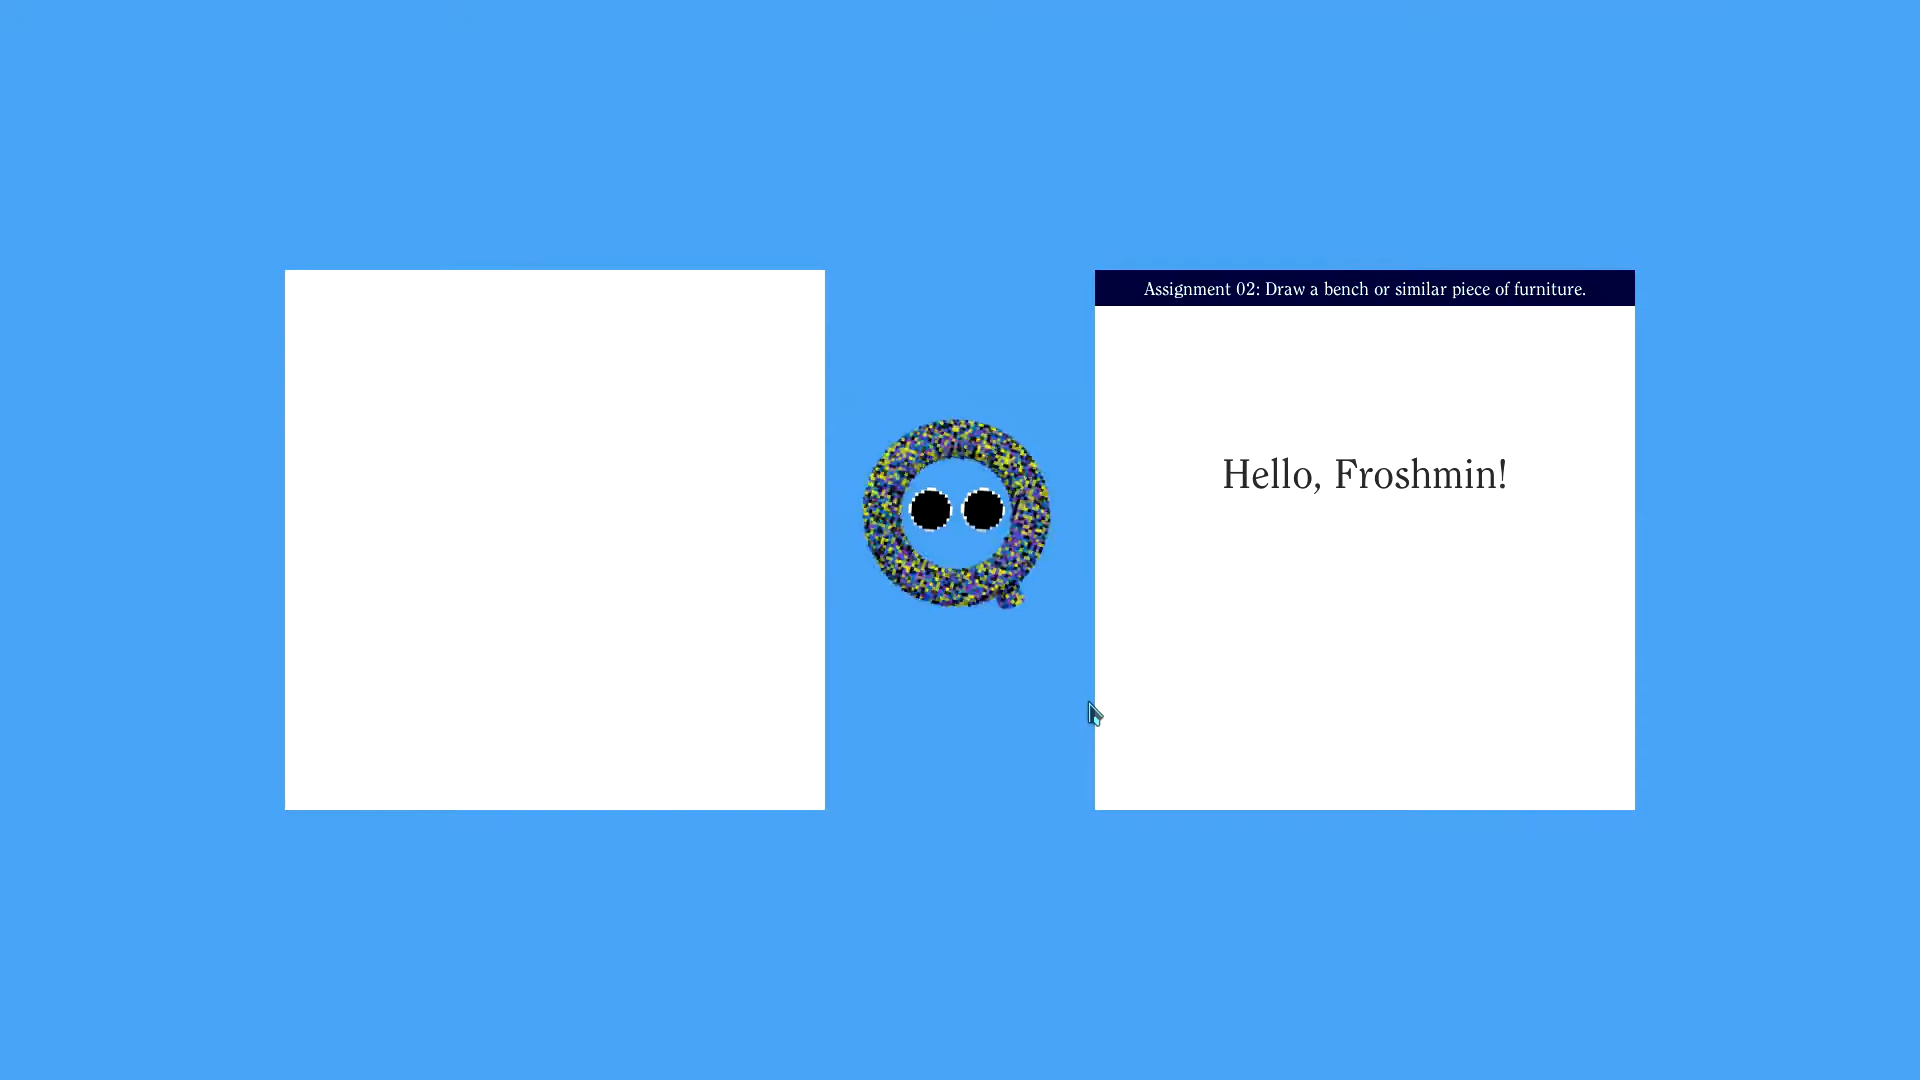 Assignment 02: Draw a bench or similar piece of furniture.
Hello, Froshmin!